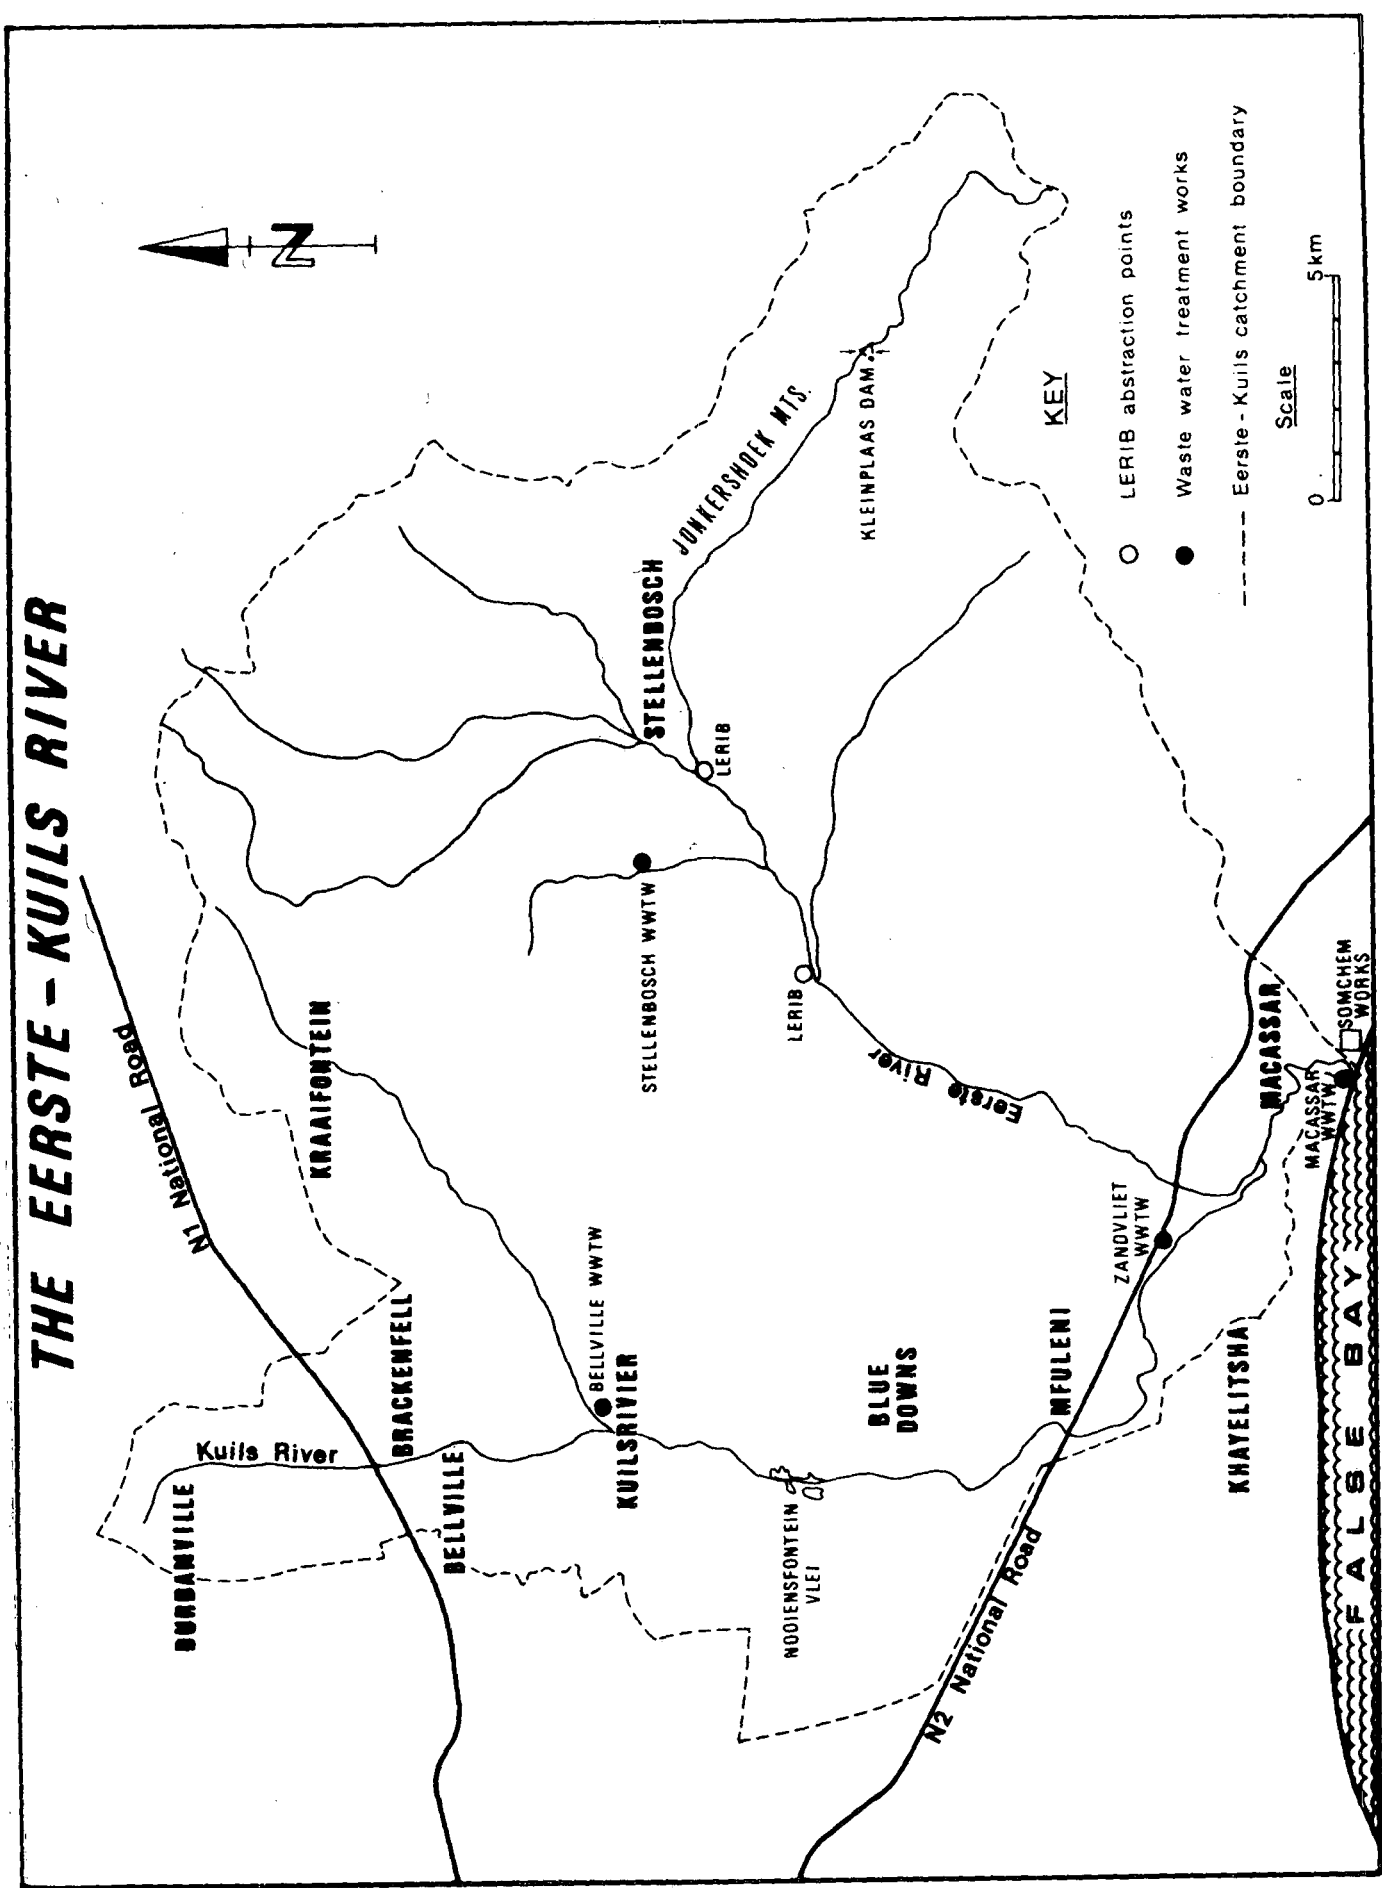 THE EERSTE - KUILS RIVER
N1 National Road
N
BURBANVILLE
Kuils River
KRAAIFONTEIN
BRACKENFELL
BELLVILLE
BELLVILLE WWTW
KUILSRIVIER
STELLENBOSCH WWTW
STELLENBOSCH
JONKERSHOEK MTS.
LERIB
LERIB
KLEINPLAAS DAM
NOOIENSFONTEIN
VLEI
BLUE
DOWNS
Eerste River
N2 National Road
MFULENI
ZANDVLIET
WWTW
KHAYELITSHA
MACASSAR
MACASSAR
WWTW
SOMCHEM
WORKS
FALSE BAY
KEY
LERIB abstraction points
Waste water treatment works
Eerste - Kuils catchment boundary
Scale
0 5km